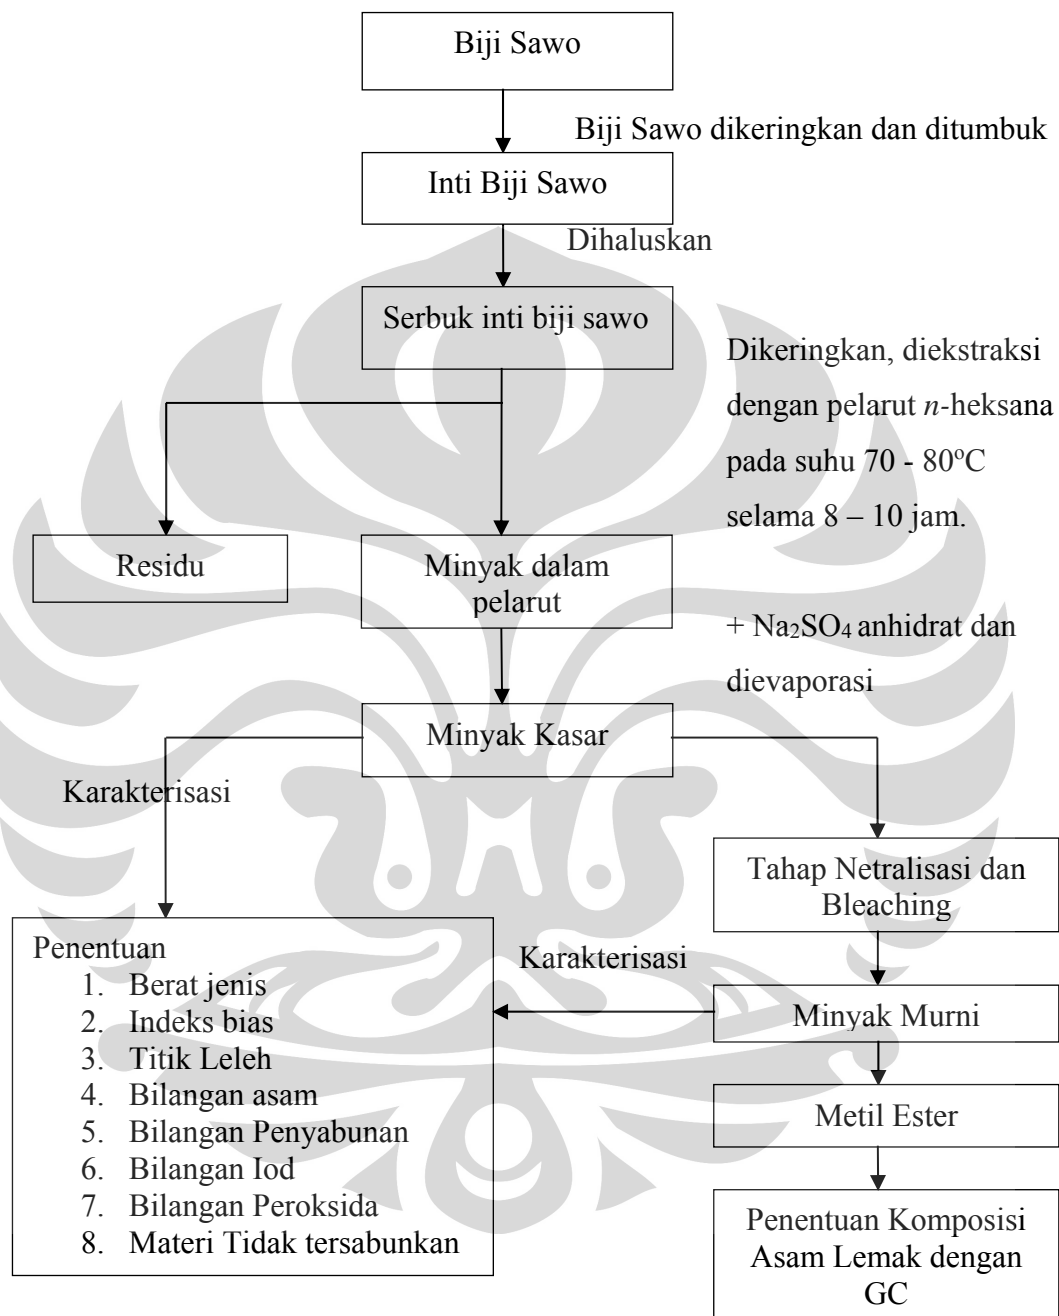 Biji Sawo
Biji Sawo dikeringkan dan ditumbuk
Inti Biji Sawo
Dihaluskan
Serbuk inti biji sawo
Dikeringkan, diekstraksi
dengan pelarut n-heksana
pada suhu 70 - 80ºC
selama 8 – 10 jam.
Residu
Minyak dalam
pelarut
+ Na₂SO₄ anhidrat dan
dievaporasi
Minyak Kasar
Karakterisasi
Tahap Netralisasi dan
Bleaching
Penentuan
1. Berat jenis
2. Indeks bias
3. Titik Leleh
4. Bilangan asam
5. Bilangan Penyabunan
6. Bilangan Iod
7. Bilangan Peroksida
8. Materi Tidak tersabunkan
Karakterisasi
Minyak Murni
Metil Ester
Penentuan Komposisi
Asam Lemak dengan
GC